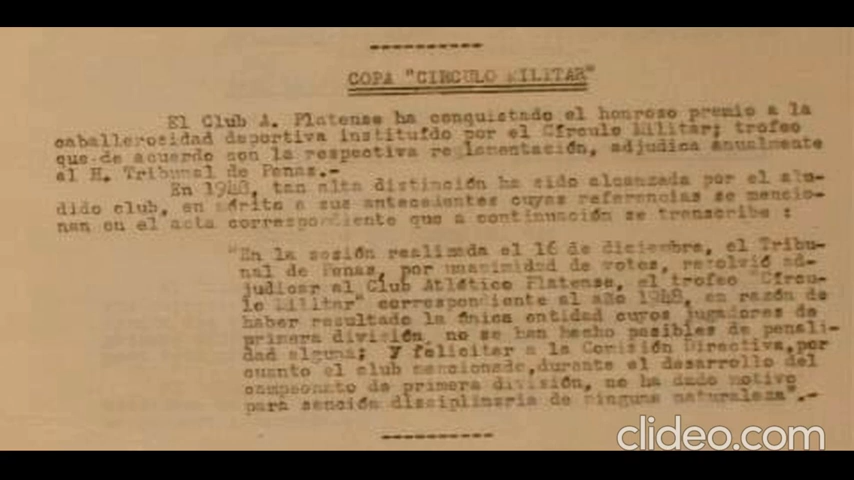 ----------
COPA "CIRCULO MILITAR"
El Club A. Platense ha conquistado el honroso premio a la
caballerosidad deportiva instituído por el Círculo Militar; trofeo
que de acuerdo con la respectiva reglamentación, adjudica anualmente
el H. Tribunal de Penas.-
En 1948, tan alta distinción ha sido alcanzada por el alu-
dido club, en mérito a sus antecedentes cuyas referencias se mencio-
nan en el acta correspondiente que a continuación se transcribe :
"En la sesión realizada el 16 de diciembre, el Tribu-
nal de Penas, por unanimidad de votos, resolvió ad-
judicar al Club Atlético Platense, el trofeo "Círcu-
lo Militar" correspondiente al año 1948, en razón de
haber resultado la única entidad cuyos jugadores de
primera división, no se han hecho posibles de penali-
dad alguna; y felicitar a la Comisión Directiva, por
cuanto el club mencionado, durante el desarrollo del
campeonato de primera división, no ha dado motivo
para sanción disciplinaria de ninguna naturaleza".-
----------
clideo.com